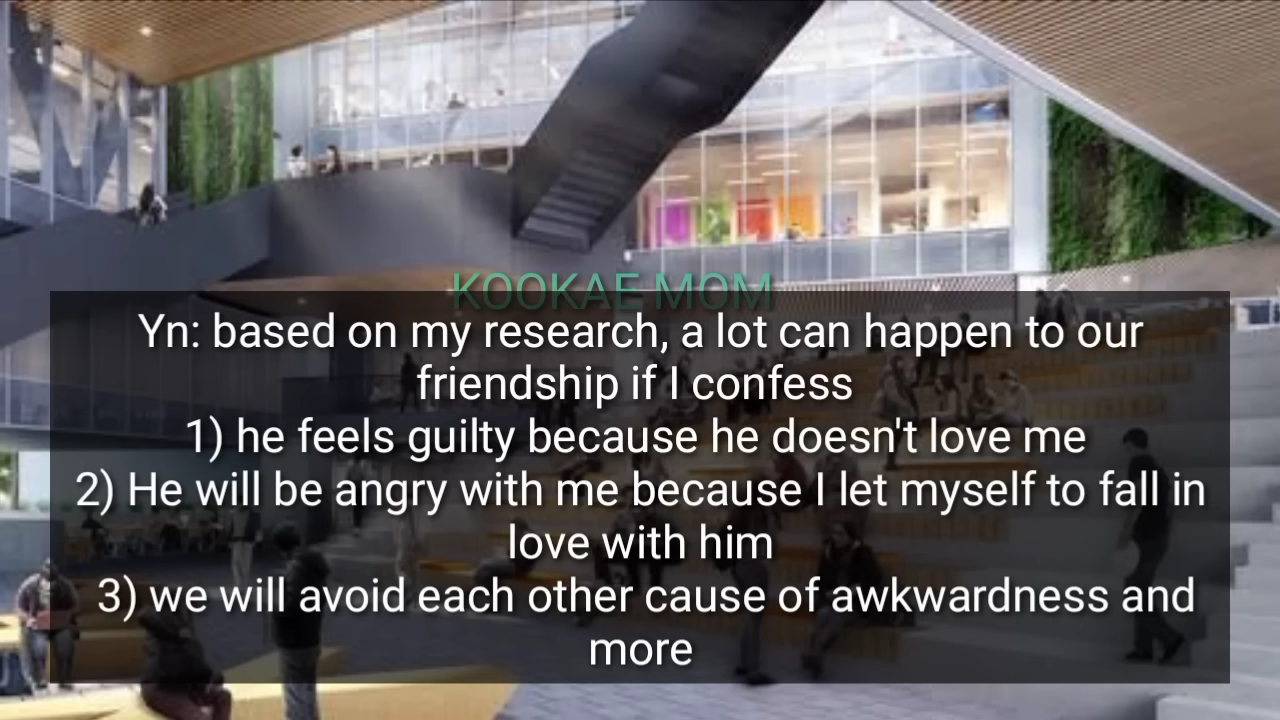 KOOKAE MOM
Yn: based on my research, a lot can happen to our
friendship if I confess
1) he feels guilty because he doesn't love me
2) He will be angry with me because I let myself to fall in
love with him
3) we will avoid each other cause of awkwardness and
more